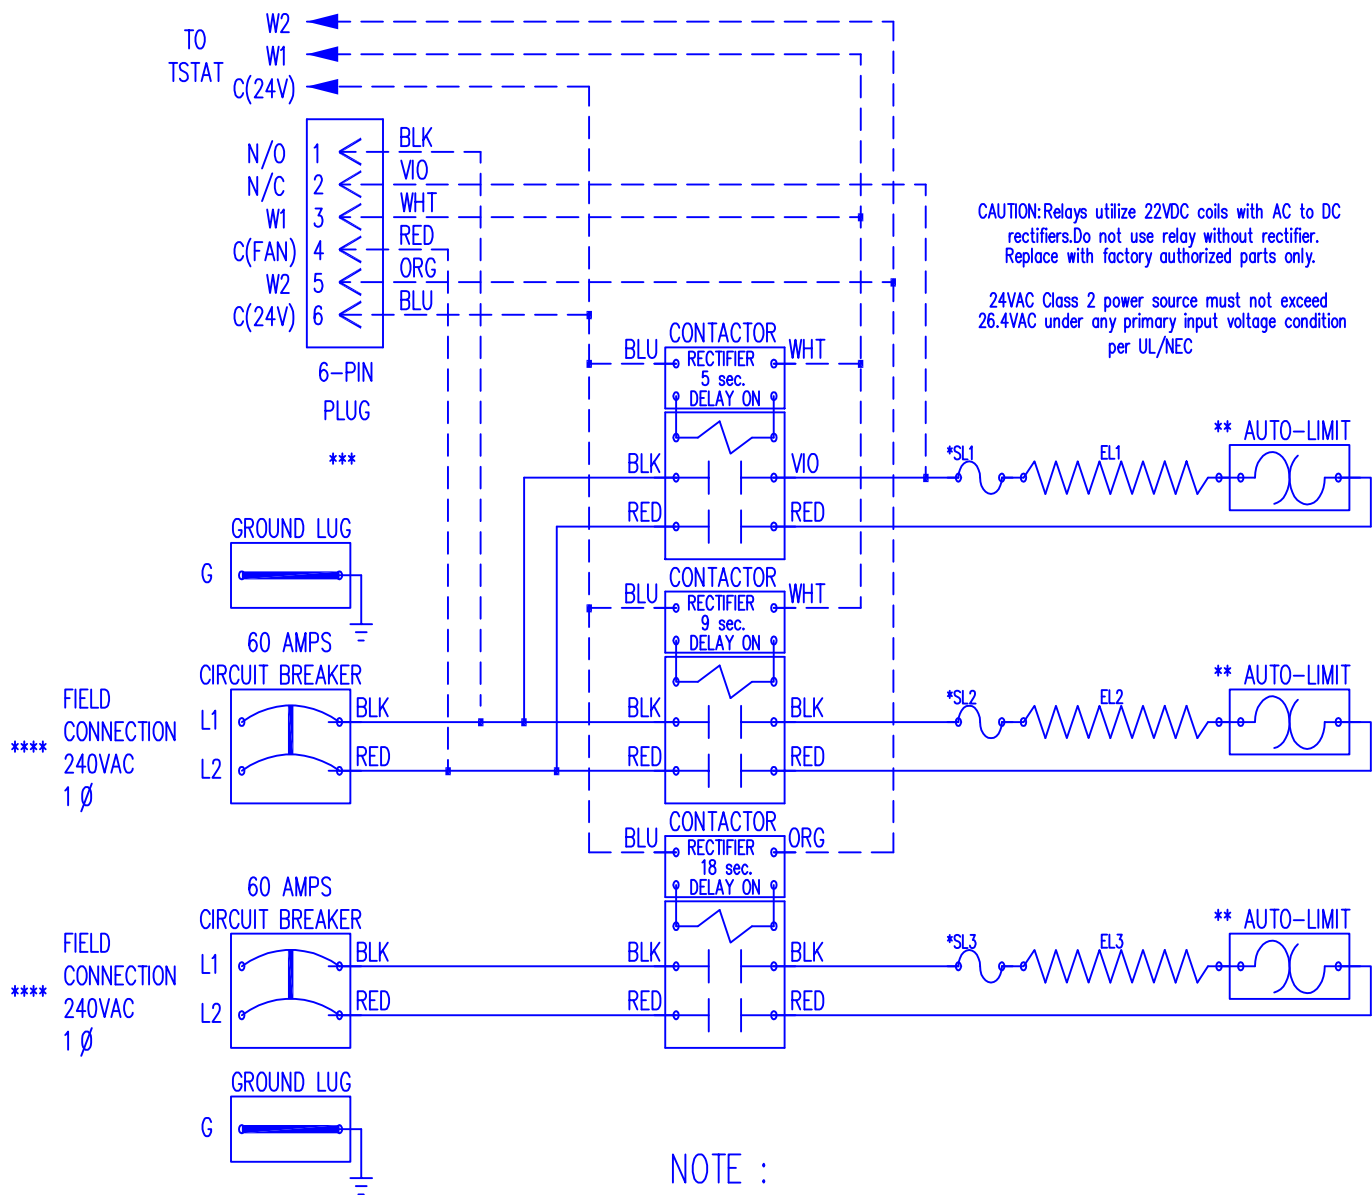 W2
TO
W1
TSTAT
C(24V)
BLK
N/O 1
VIO
N/C 2
WHT
W1 3
RED
C(FAN) 4
ORG
W2 5
BLU
C(24V) 6
6-PIN
PLUG
***
CAUTION:Relays utilize 22VDC coils with AC to DC
rectifiers.Do not use relay without rectifier.
Replace with factory authorized parts only.
24VAC Class 2 power source must not exceed
26.4VAC under any primary input voltage condition
per UL/NEC
CONTACTOR
BLU RECTIFIER WHT
5 sec.
DELAY ON
** AUTO-LIMIT
BLK VIO *SL1 EL1
RED RED
GROUND LUG
G
CONTACTOR
BLU RECTIFIER WHT
9 sec.
DELAY ON
60 AMPS
CIRCUIT BREAKER
** AUTO-LIMIT
FIELD
CONNECTION
240VAC
1 Ø
****
L1 BLK BLK BLK *SL2 EL2
L2 RED RED RED
CONTACTOR
BLU RECTIFIER ORG
18 sec.
DELAY ON
60 AMPS
CIRCUIT BREAKER
** AUTO-LIMIT
FIELD
CONNECTION
240VAC
1 Ø
****
L1 BLK BLK BLK *SL3 EL3
L2 RED RED RED
GROUND LUG
G
NOTE :